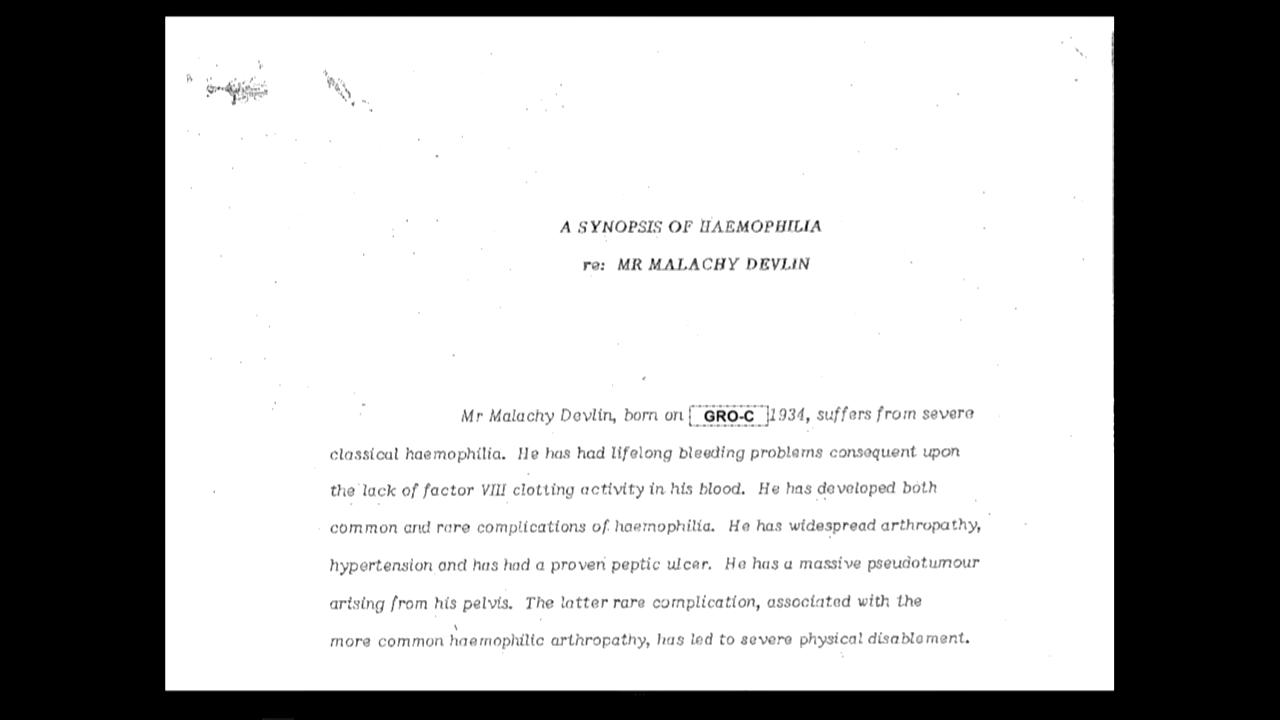 A SYNOPSIS OF HAEMOPHILIA
re: MR MALACHY DEVLIN
Mr Malachy Devlin, born on GRO-C 1934, suffers from severe
classical haemophilia. He has had lifelong bleeding problems consequent upon
the lack of factor VIII clotting activity in his blood. He has developed both
common and rare complications of haemophilia. He has widespread arthropathy,
hypertension and has had a proven peptic ulcer. He has a massive pseudotumour
arising from his pelvis. The latter rare complication, associated with the
more common haemophilic arthropathy, has led to severe physical disablement.